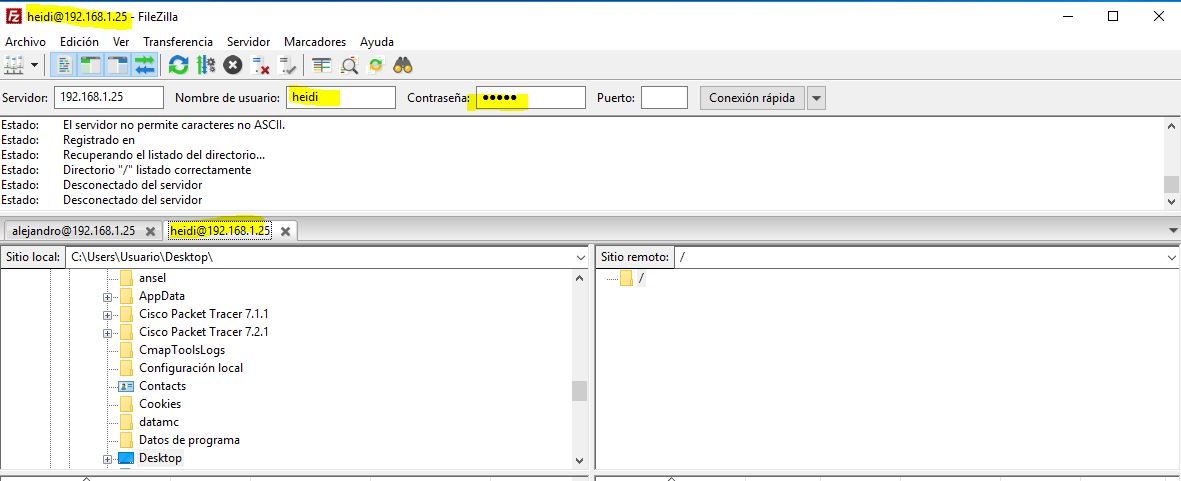 heidi@192.168.1.25 - FileZilla
Archivo Edición Ver Transferencia Servidor Marcadores Ayuda
Servidor: 192.168.1.25 Nombre de usuario: heidi Contraseña: ●●●●● Puerto: Conexión rápida
Estado: El servidor no permite caracteres no ASCII.
Estado: Registrado en
Estado: Recuperando el listado del directorio...
Estado: Directorio "/" listado correctamente
Estado: Desconectado del servidor
Estado: Desconectado del servidor
alejandro@192.168.1.25 heidi@192.168.1.25
Sitio local: C:\Users\Usuario\Desktop\ Sitio remoto: /
ansel
/
AppData
Cisco Packet Tracer 7.1.1
Cisco Packet Tracer 7.2.1
CmapToolsLogs
Configuración local
Contacts
Cookies
datamc
Datos de programa
Desktop